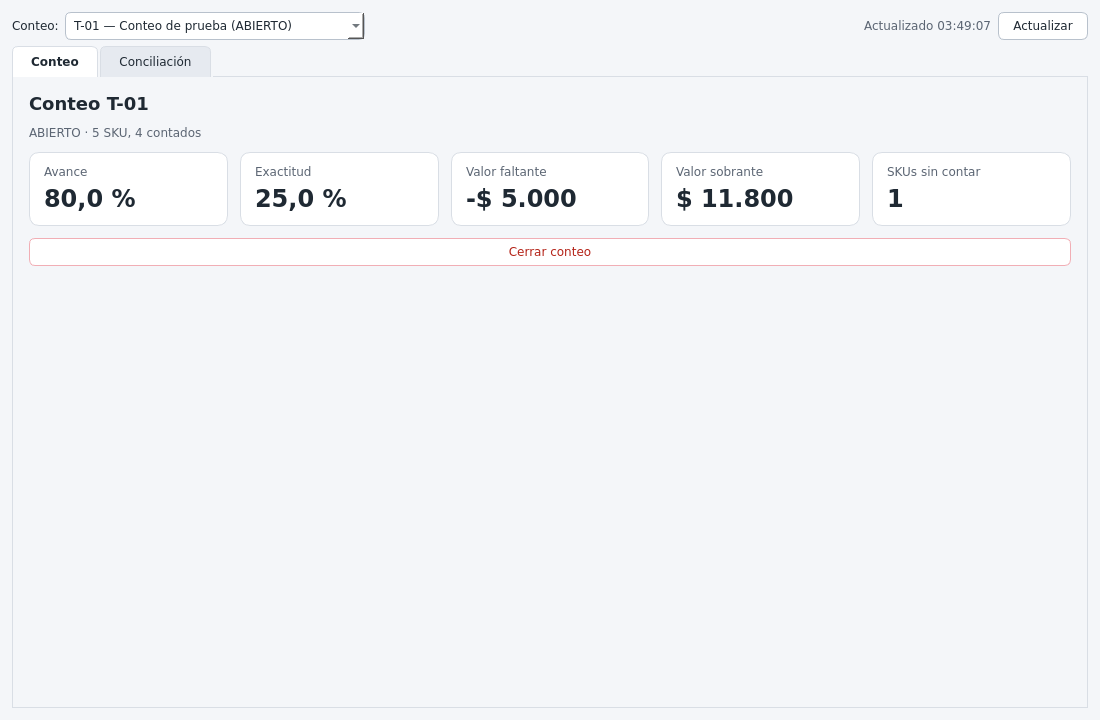 Conteo: T-01 — Conteo de prueba (ABIERTO) Actualizado 03:49:07 Actualizar
Conteo Conciliación
Conteo T-01
ABIERTO · 5 SKU, 4 contados
Avance Exactitud Valor faltante Valor sobrante SKUs sin contar
80,0 % 25,0 % -$ 5.000 $ 11.800 1
Cerrar conteo